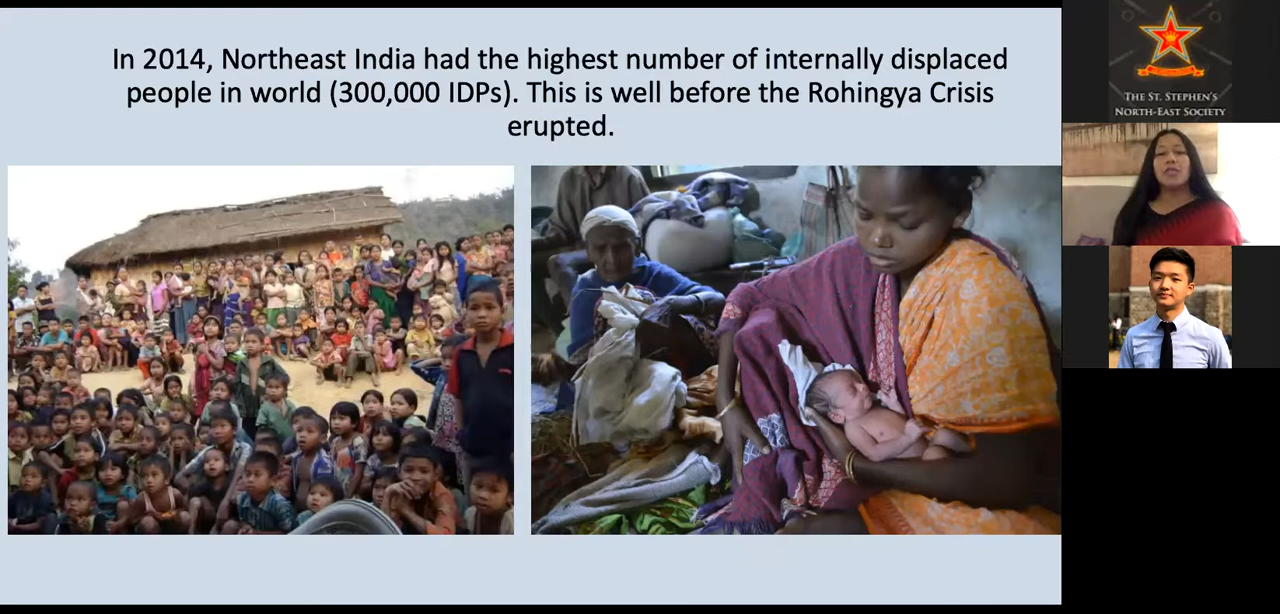 In 2014, Northeast India had the highest number of internally displaced
people in world (300,000 IDPs). This is well before the Rohingya Crisis
erupted.
THE ST. STEPHEN'S
NORTH-EAST SOCIETY